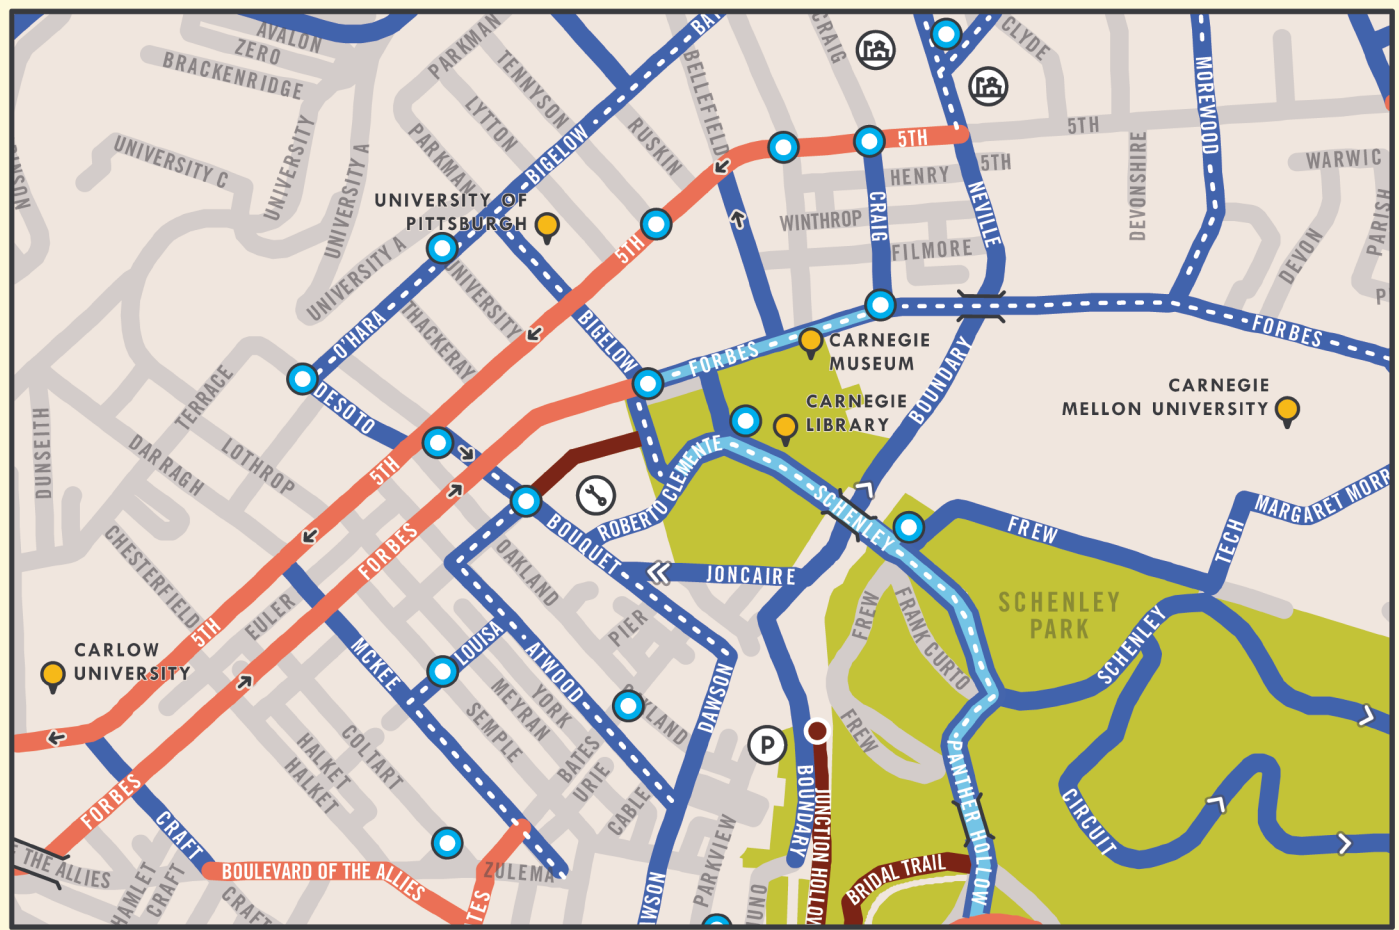 AVALON
ZERO
BRACKENRIDGE
UNIVERSITY C
UNIVERSITY
UNIVERSITY A
UNIVERSITY A
PARKMAN
TENNYSON
LYTTON
PARKMAN
RUSKIN
BELLEFIELD
CRAIG
CLYDE
BIGELOW
MOREWOOD
5TH
5TH
5TH
HENRY
WINTHROP
CRAIG
FILMORE
NEVILLE
DEVONSHIRE
WARWIC
PARISH
DEVON
P
UNIVERSITY OF
PITTSBURGH
5TH
UNIVERSITY
THACKERAY
O'HARA
DESOTO
BIGELOW
FORBES
FORBES
CARNEGIE
MUSEUM
CARNEGIE
LIBRARY
BOUNDARY
CARNEGIE
MELLON UNIVERSITY
TERRACE
DUNSEITH
DARRAGH
LOTHROP
5TH
FORBES
ROBERTO CLEMENTE
SCHENLEY
BOUQUET
JONCAIRE
FREW
TECH
MARGARET MORR
CHESTERFIELD
EULER
5TH
OAKLAND
PIER
LOUISA
ATWOOD
MCKEE
FREW
FRANK CURTO
SCHENLEY
PARK
SCHENLEY
CARLOW
UNIVERSITY
YORK
MEYRAN
SEMPLE
OAKLAND
DAWSON
BATES
URIE
CABLE
COLTART
HALKET
HALKET
P
FREW
BOUNDARY
JUNCTION HOLLOW
PANTHER HOLLOW
CIRCUIT
FORBES
CRAFT
THE ALLIES
HAMLET
CRAFT
CRAFT
BOULEVARD OF THE ALLIES
ZULEMA
PARKVIEW
BRIDAL TRAIL